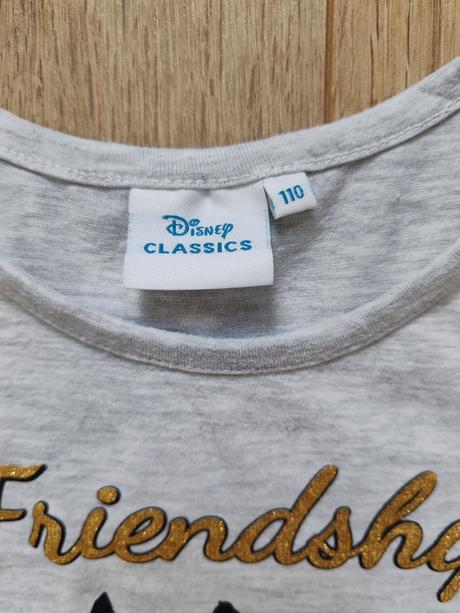 Disney
CLASSICS
110
Friendsh